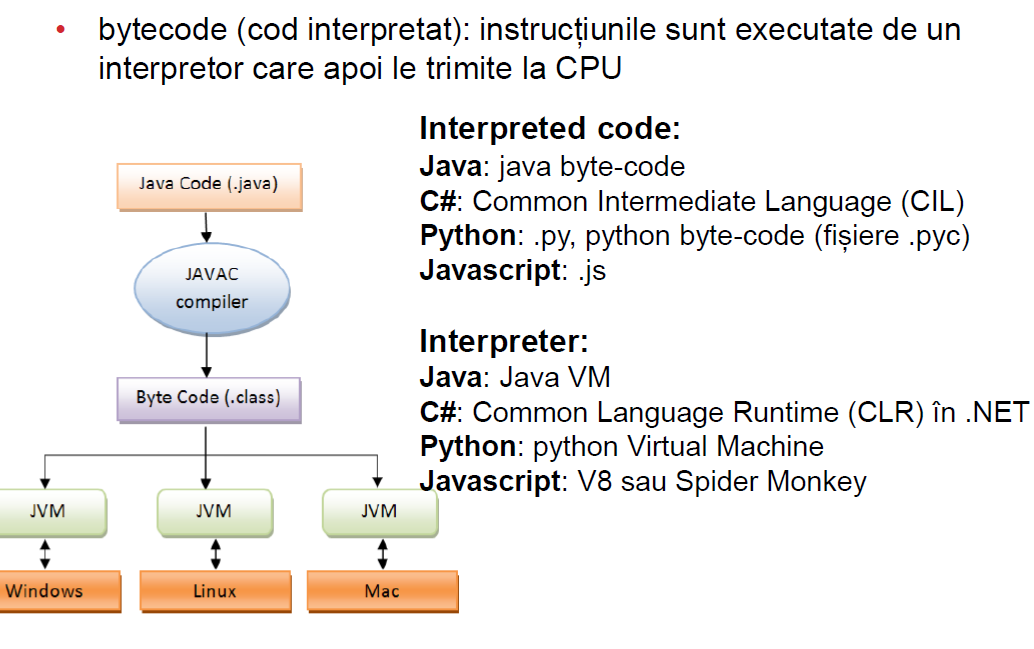 • bytecode (cod interpretat): instrucțiunile sunt executate de un
interpretor care apoi le trimite la CPU
Java Code (.java)
JAVAC
compiler
Byte Code (.class)
JVM
JVM
JVM
Windows
Linux
Mac
Interpreted code:
Java: java byte-code
C#: Common Intermediate Language (CIL)
Python: .py, python byte-code (fișiere .pyc)
Javascript: .js
Interpreter:
Java: Java VM
C#: Common Language Runtime (CLR) în .NET
Python: python Virtual Machine
Javascript: V8 sau Spider Monkey